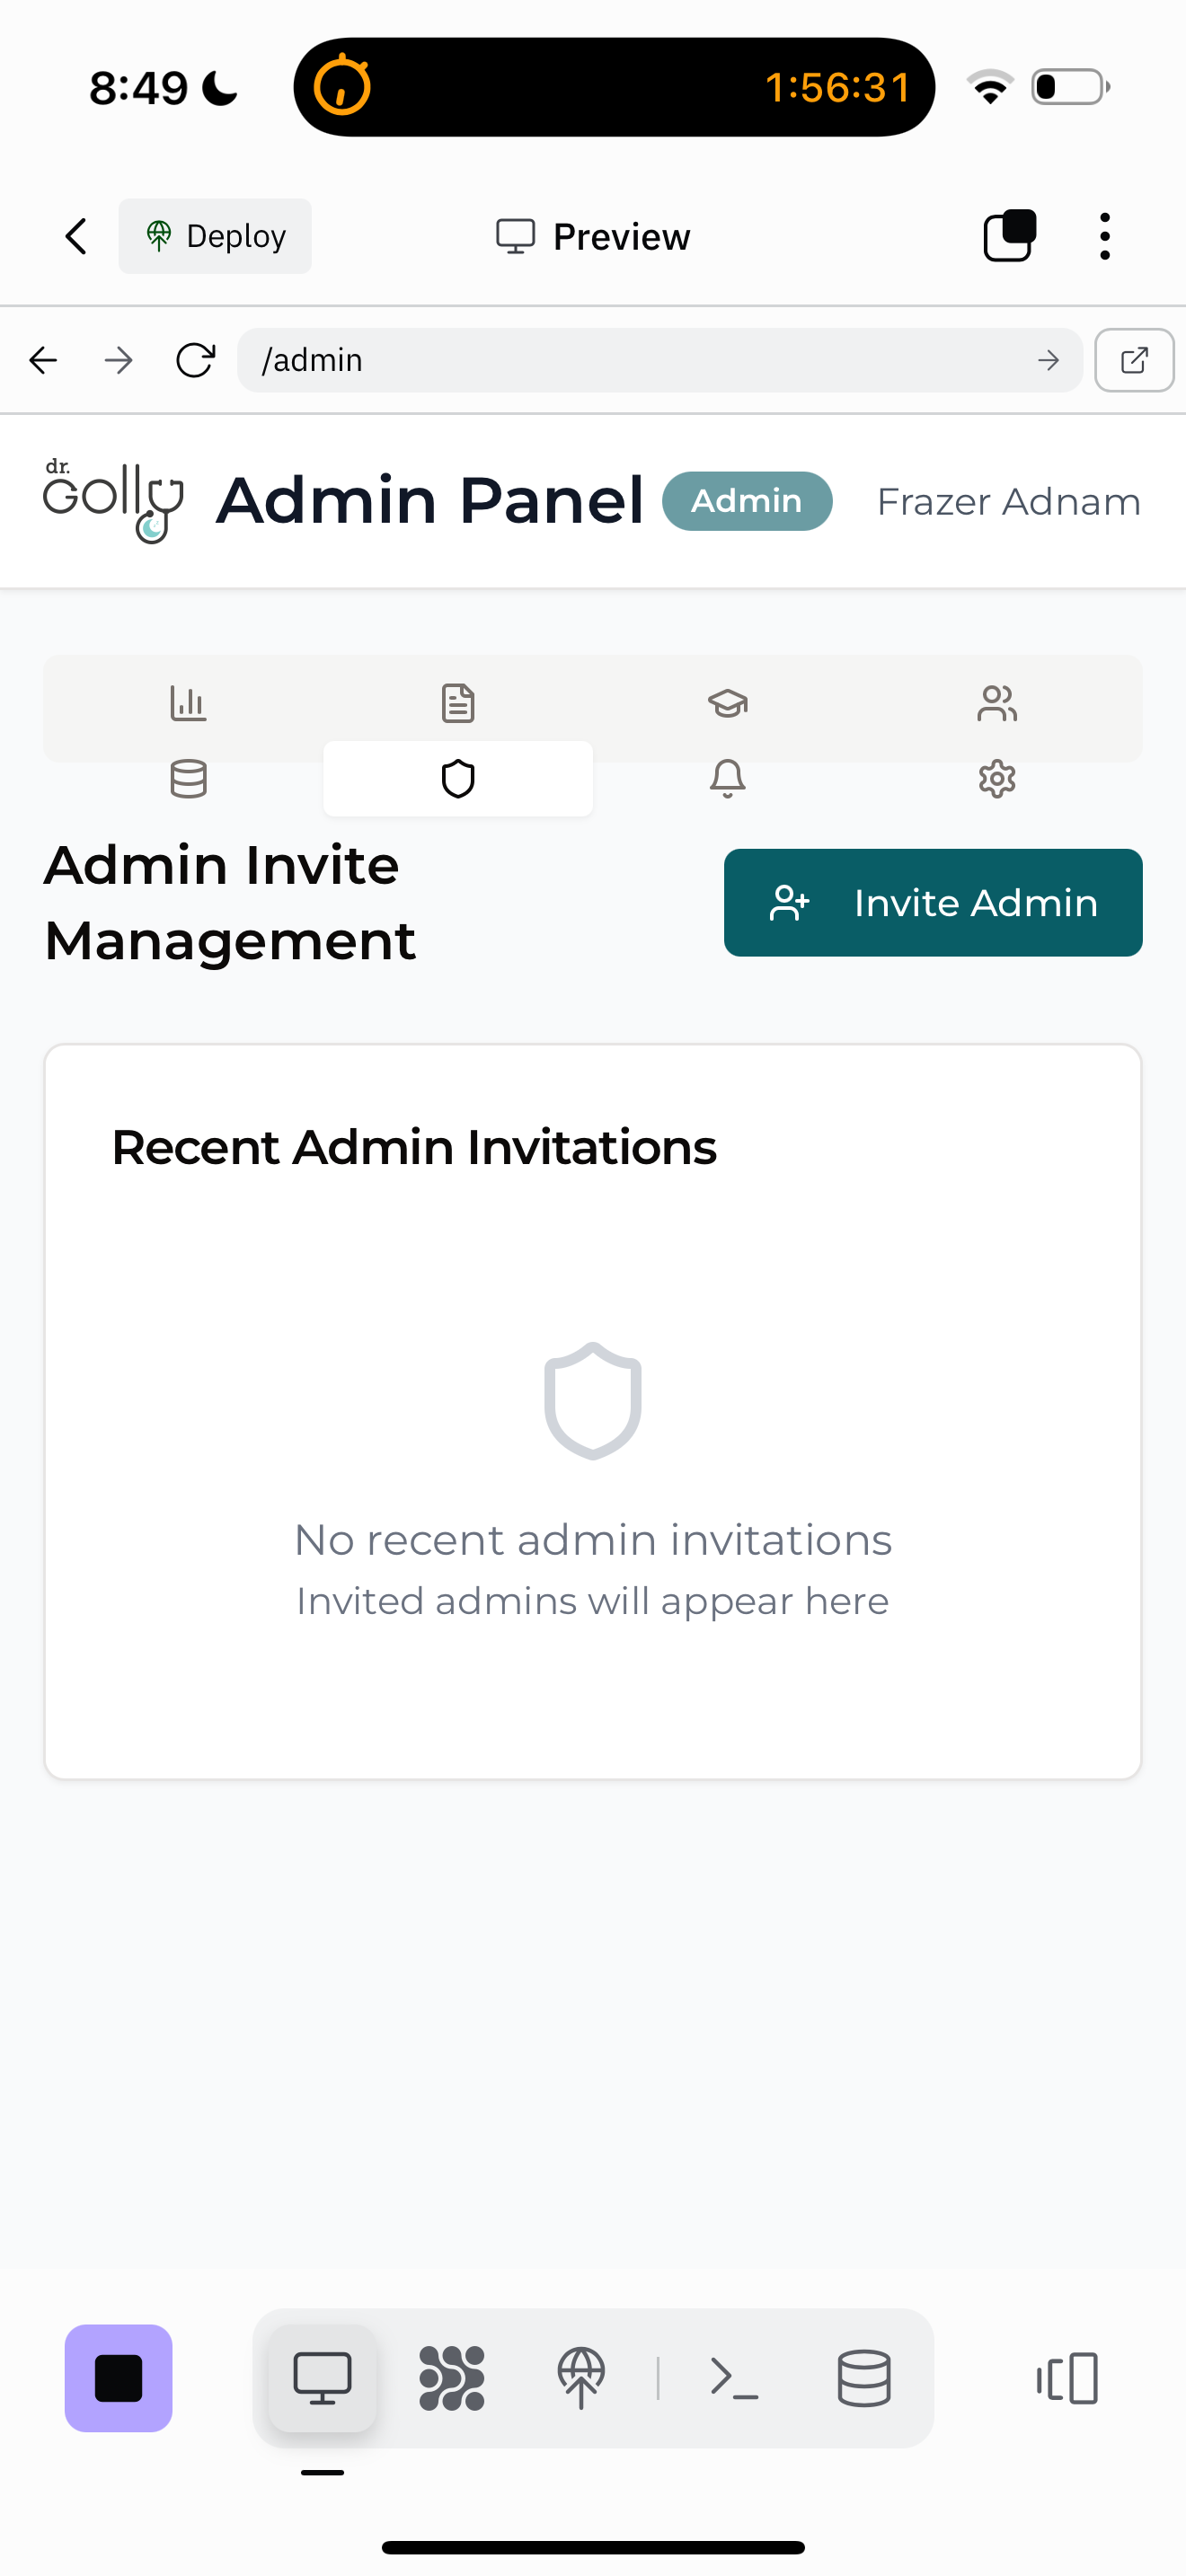 8:49
1:56:31
Deploy
Preview
/admin
dr.
Golly
Admin Panel
Admin
Frazer Adnam
Admin Invite
Management
Invite Admin
Recent Admin Invitations
No recent admin invitations
Invited admins will appear here